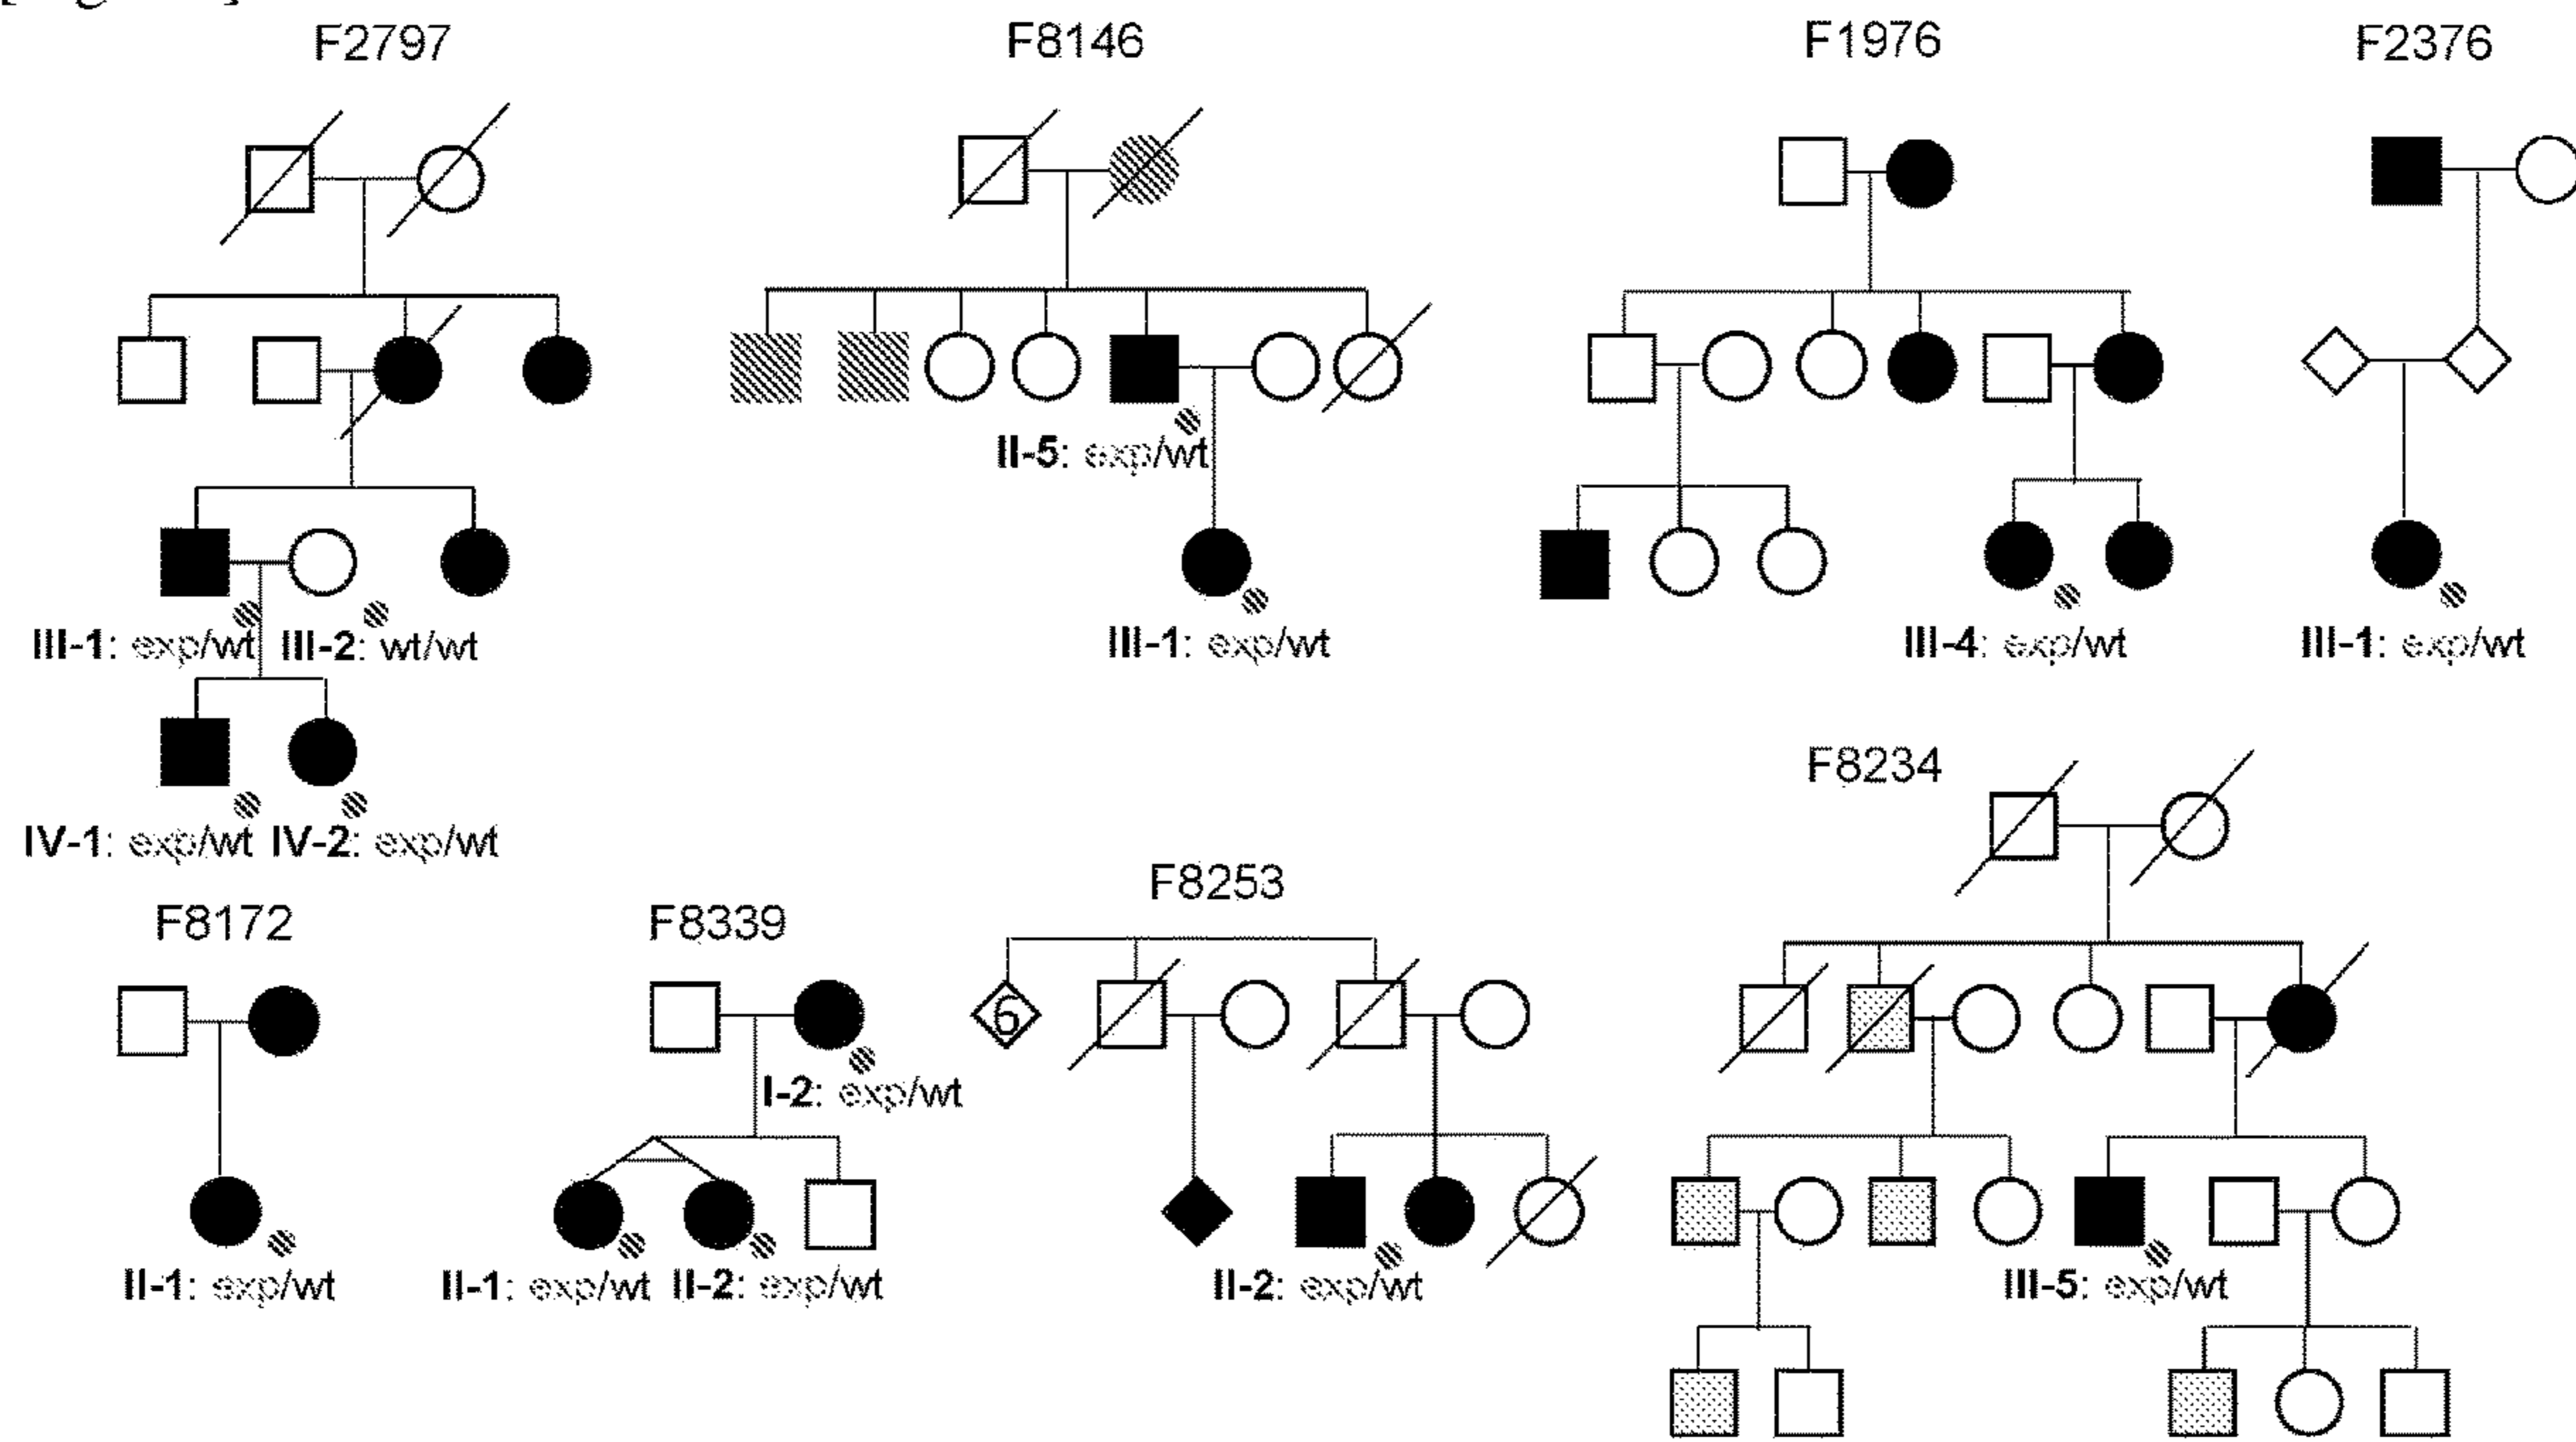 F2797
F8146
F1976
F2376
II-5: exp/wt
III-1: exp/wt III-2: wt/wt
III-1: exp/wt
III-4: exp/wt
III-1: exp/wt
IV-1: exp/wt IV-2: exp/wt
F8234
F8172
F8339
F8253
6
I-2: exp/wt
II-1: exp/wt
II-1: exp/wt II-2: exp/wt
II-2: exp/wt
III-5: exp/wt